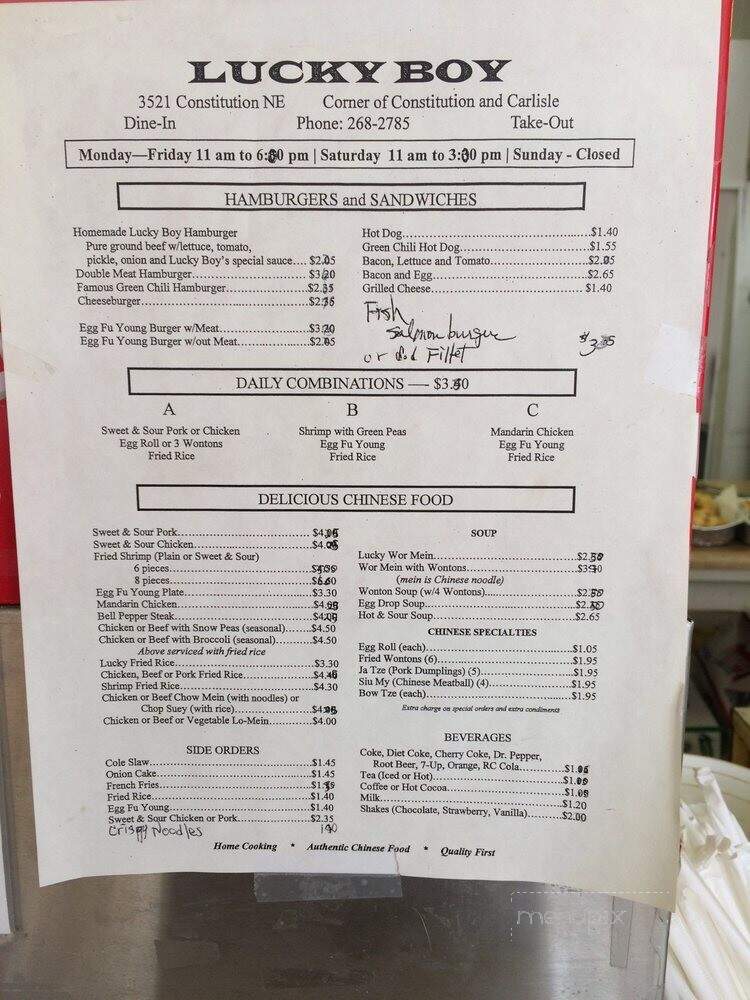 LUCKY BOY
3521 Constitution NE Corner of Constitution and Carlisle
Dine-In Phone: 268-2785 Take-Out
Monday—Friday 11 am to pm | Saturday 11 am to pm | Sunday - Closed
HAMBURGERS and SANDWICHES
Homemade Lucky Boy Hamburger
Pure ground beef w/lettuce, tomato,
pickle, onion and Lucky Boy's special sauce....
Double Meat Hamburger
Famous Green Chili Hamburger
Cheeseburger
Egg Fu Young Burger w/Meat
Egg Fu Young Burger w/out Meat
Hot Dog $1.40
Green Chili Hot Dog $1.55
Bacon, Lettuce and Tomato
Bacon and Egg $2.65
Grilled Cheese $1.40
Fish
Salmon burger
or Fillet
DAILY COMBINATIONS —
A
Sweet & Sour Pork or Chicken
Egg Roll or 3 Wontons
Fried Rice
B
Shrimp with Green Peas
Egg Fu Young
Fried Rice
C
Mandarin Chicken
Egg Fu Young
Fried Rice
DELICIOUS CHINESE FOOD
Sweet & Sour Pork
Sweet & Sour Chicken
Fried Shrimp (Plain or Sweet & Sour)
6 pieces
8 pieces
Egg Fu Young Plate $3.30
Mandarin Chicken
Bell Pepper Steak
Chicken or Beef with Snow Peas (seasonal) $4.50
Chicken or Beef with Broccoli (seasonal) $4.50
Above serviced with fried rice
Lucky Fried Rice $3.30
Chicken, Beef or Pork Fried Rice
Shrimp Fried Rice $4.30
Chicken or Beef Chow Mein (with noodles) or
Chop Suey (with rice)
Chicken or Beef or Vegetable Lo-Mein $4.00
SIDE ORDERS
Cole Slaw $1.45
Onion Cake $1.45
French Fries
Fried Rice $1.40
Egg Fu Young $1.40
Sweet & Sour Chicken or Pork $2.35
Crispy Noodles
SOUP
Lucky Wor Mein
Wor Mein with Wontons
(mein is Chinese noodle)
Wonton Soup (w/4 Wontons)
Egg Drop Soup
Hot & Sour Soup $2.65
CHINESE SPECIALTIES
Egg Roll (each) $1.05
Fried Wontons (6) $1.95
Ja Tze (Pork Dumplings) (5) $1.95
Siu My (Chinese Meatball) (4) $1.95
Bow Tze (each) $1.95
Extra charge on special orders and extra condiments
BEVERAGES
Coke, Diet Coke, Cherry Coke, Dr. Pepper,
Root Beer, 7-Up, Orange, RC Cola
Tea (Iced or Hot)
Coffee or Hot Cocoa
Milk $1.20
Shakes (Chocolate, Strawberry, Vanilla)
Home Cooking * Authentic Chinese Food * Quality First
menupix